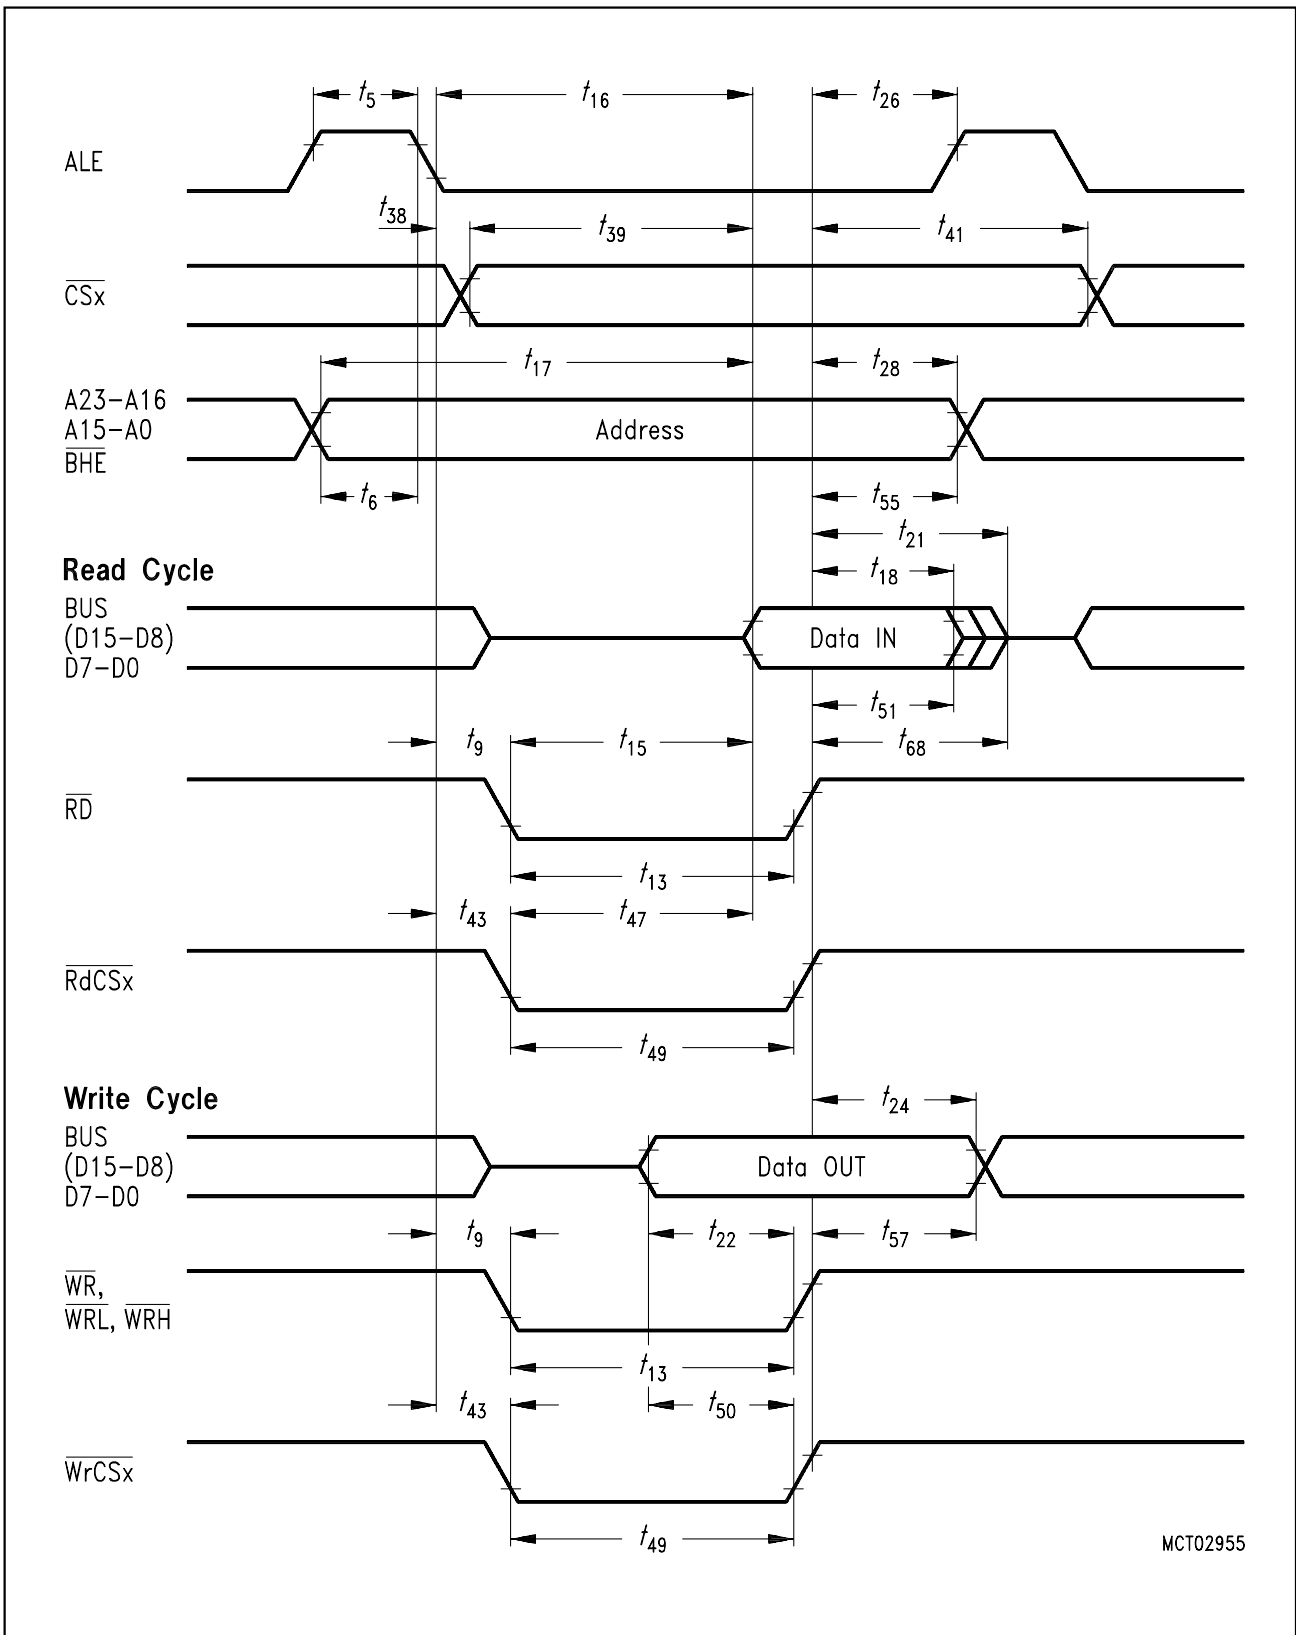 t5 t16 t26
ALE
t38 t39 t41
CSx
t17 t28
A23-A16
A15-A0 Address
BHE
t6 t55
t21
Read Cycle t18
BUS
(D15-D8) Data IN
D7-D0
t51
t9 t15 t68
RD
t13
t43 t47
RdCSx
t49
Write Cycle t24
BUS
(D15-D8) Data OUT
D7-D0
t9 t22 t57
WR,
WRL, WRH
t13
t43 t50
WrCSx
t49
MCT02955